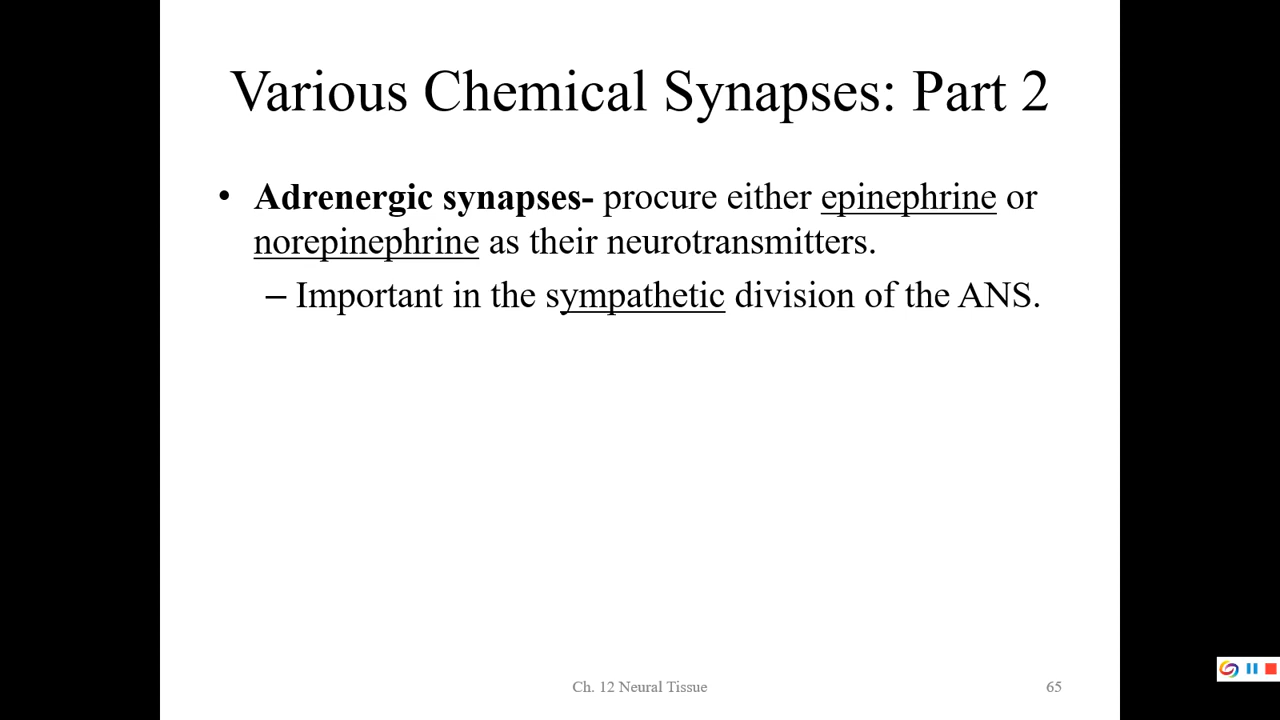 Various Chemical Synapses: Part 2
• Adrenergic synapses- procure either epinephrine or
norepinephrine as their neurotransmitters.
– Important in the sympathetic division of the ANS.
Ch. 12 Neural Tissue
65